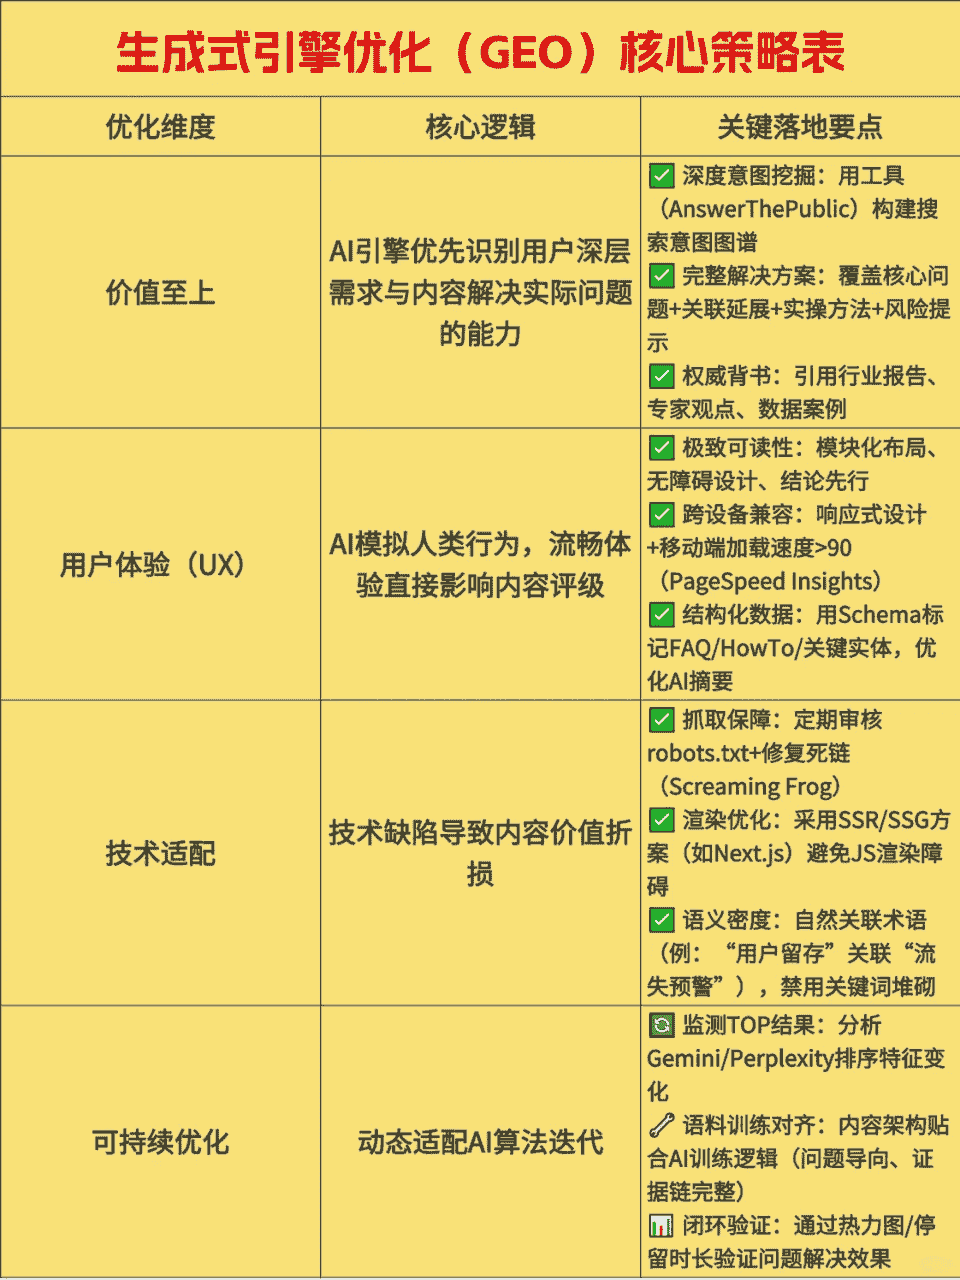 生成式引擎优化（GEO）核心策略表
优化维度
核心逻辑
关键落地要点
价值至上
AI引擎优先识别用户深层
需求与内容解决实际问题
的能力
✅ 深度意图挖掘：用工具
（AnswerThePublic）构建搜
索意图图谱
✅ 完整解决方案：覆盖核心问
题+关联延展+实操方法+风险提
示
✅ 权威背书：引用行业报告、
专家观点、数据案例
用户体验（UX）
AI模拟人类行为，流畅体
验直接影响内容评级
✅ 极致可读性：模块化布局、
无障碍设计、结论先行
✅ 跨设备兼容：响应式设计
+移动端加载速度>90
（PageSpeed Insights）
✅ 结构化数据：用Schema标
记FAQ/HowTo/关键实体，优
化AI摘要
技术适配
技术缺陷导致内容价值折
损
✅ 抓取保障：定期审核
robots.txt+修复死链
（Screaming Frog）
✅ 渲染优化：采用SSR/SSG方
案（如Next.js）避免JS渲染障
碍
✅ 语义密度：自然关联术语
（例：“用户留存”关联“流
失预警”），禁用关键词堆砌
可持续优化
动态适配AI算法迭代
🔄 监测TOP结果：分析
Gemini/Perplexity排序特征变
化
🔧 语料训练对齐：内容架构贴
合AI训练逻辑（问题导向、证
据链完整）
📊 闭环验证：通过热力图/停
留时长验证问题解决效果